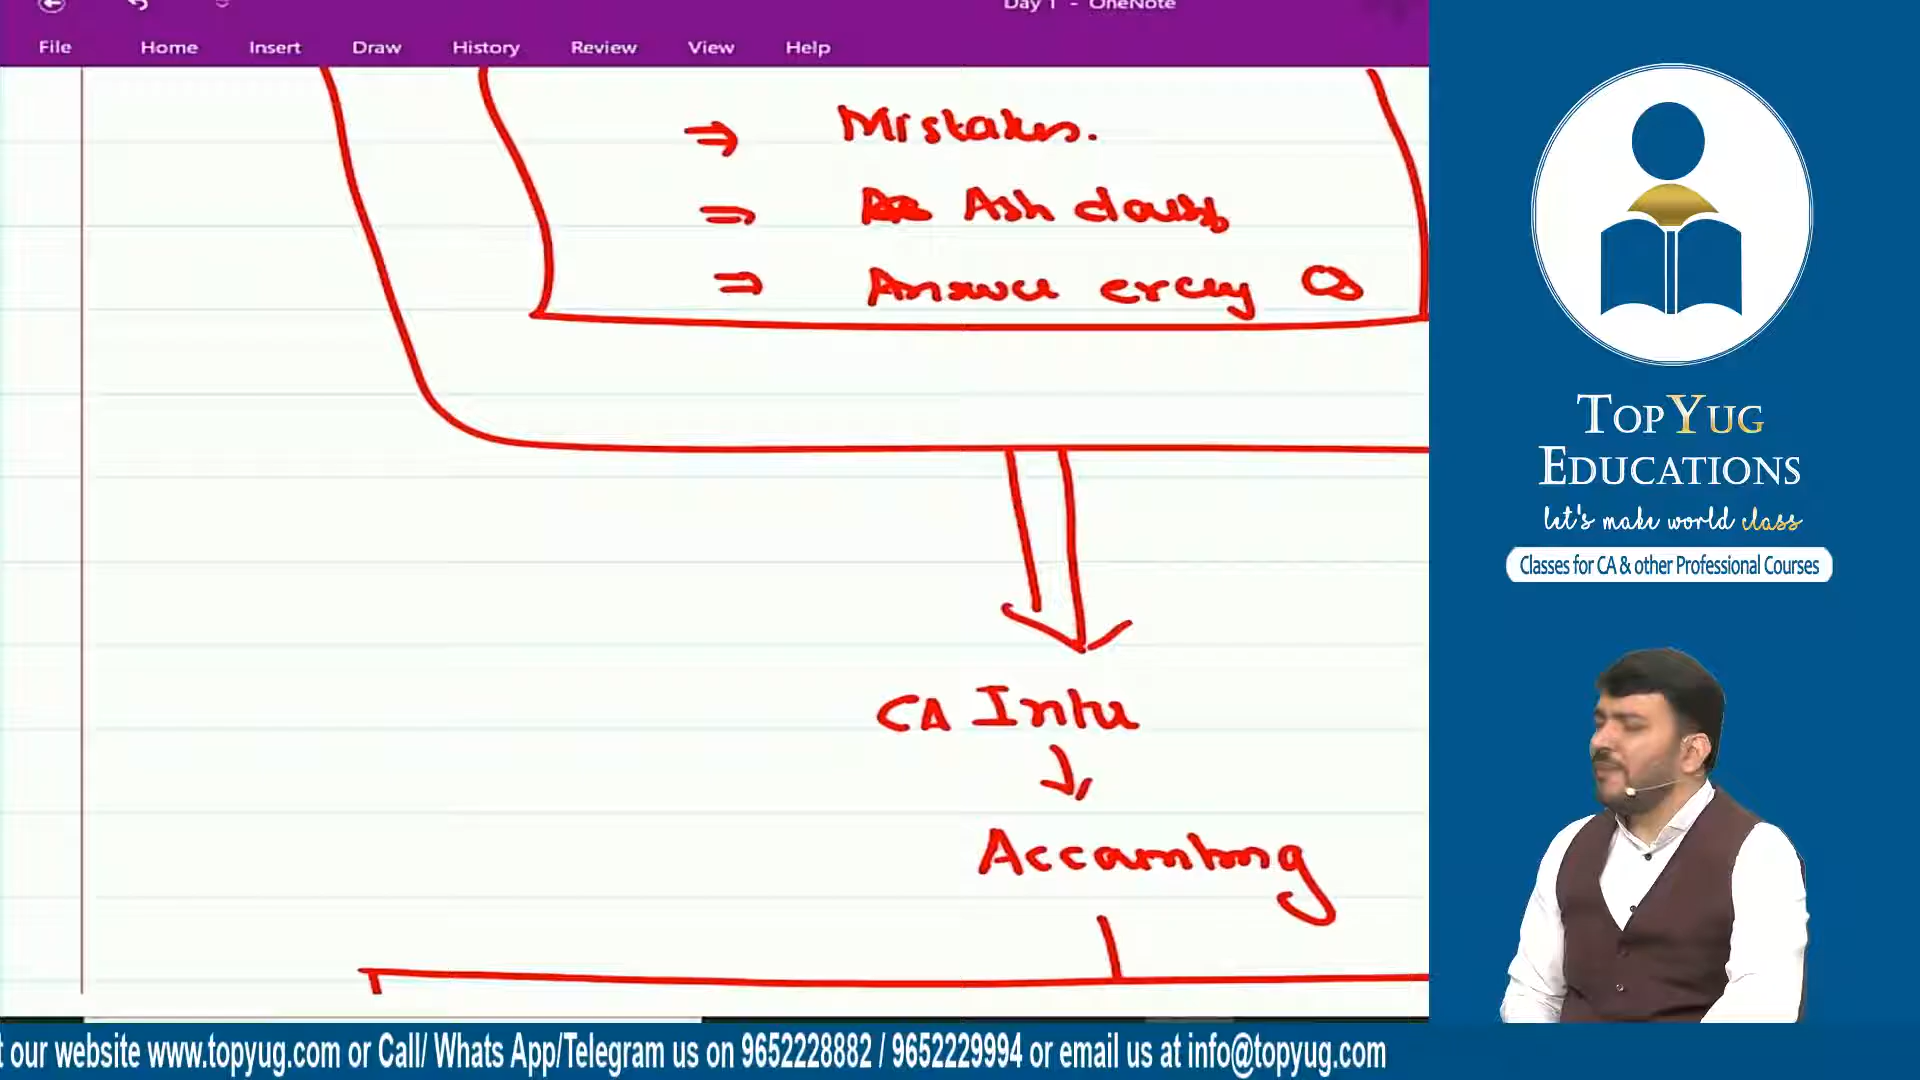 Day 1 - OneNote
File Home Insert Draw History Review View Help
⇒ Mistakes.
⇒ Ask doubts
⇒ Answer every Q
CA Inter
Accounting
TOPYUG
EDUCATIONS
let's make world class
Classes for CA & other Professional Courses
t our website www.topyug.com or Call/ Whats App/Telegram us on 9652228882 / 9652229994 or email us at info@topyug.com